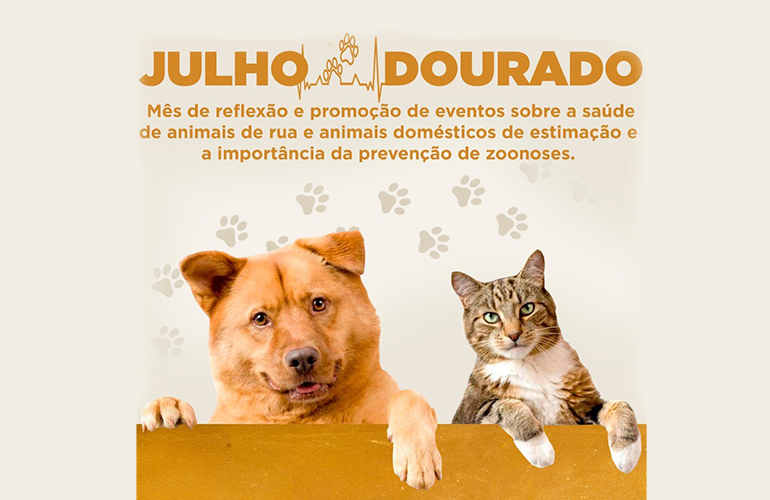 JULHO DOURADO
Mês de reflexão e promoção de eventos sobre a saúde
de animais de rua e animais domésticos de estimação e
a importância da prevenção de zoonoses.